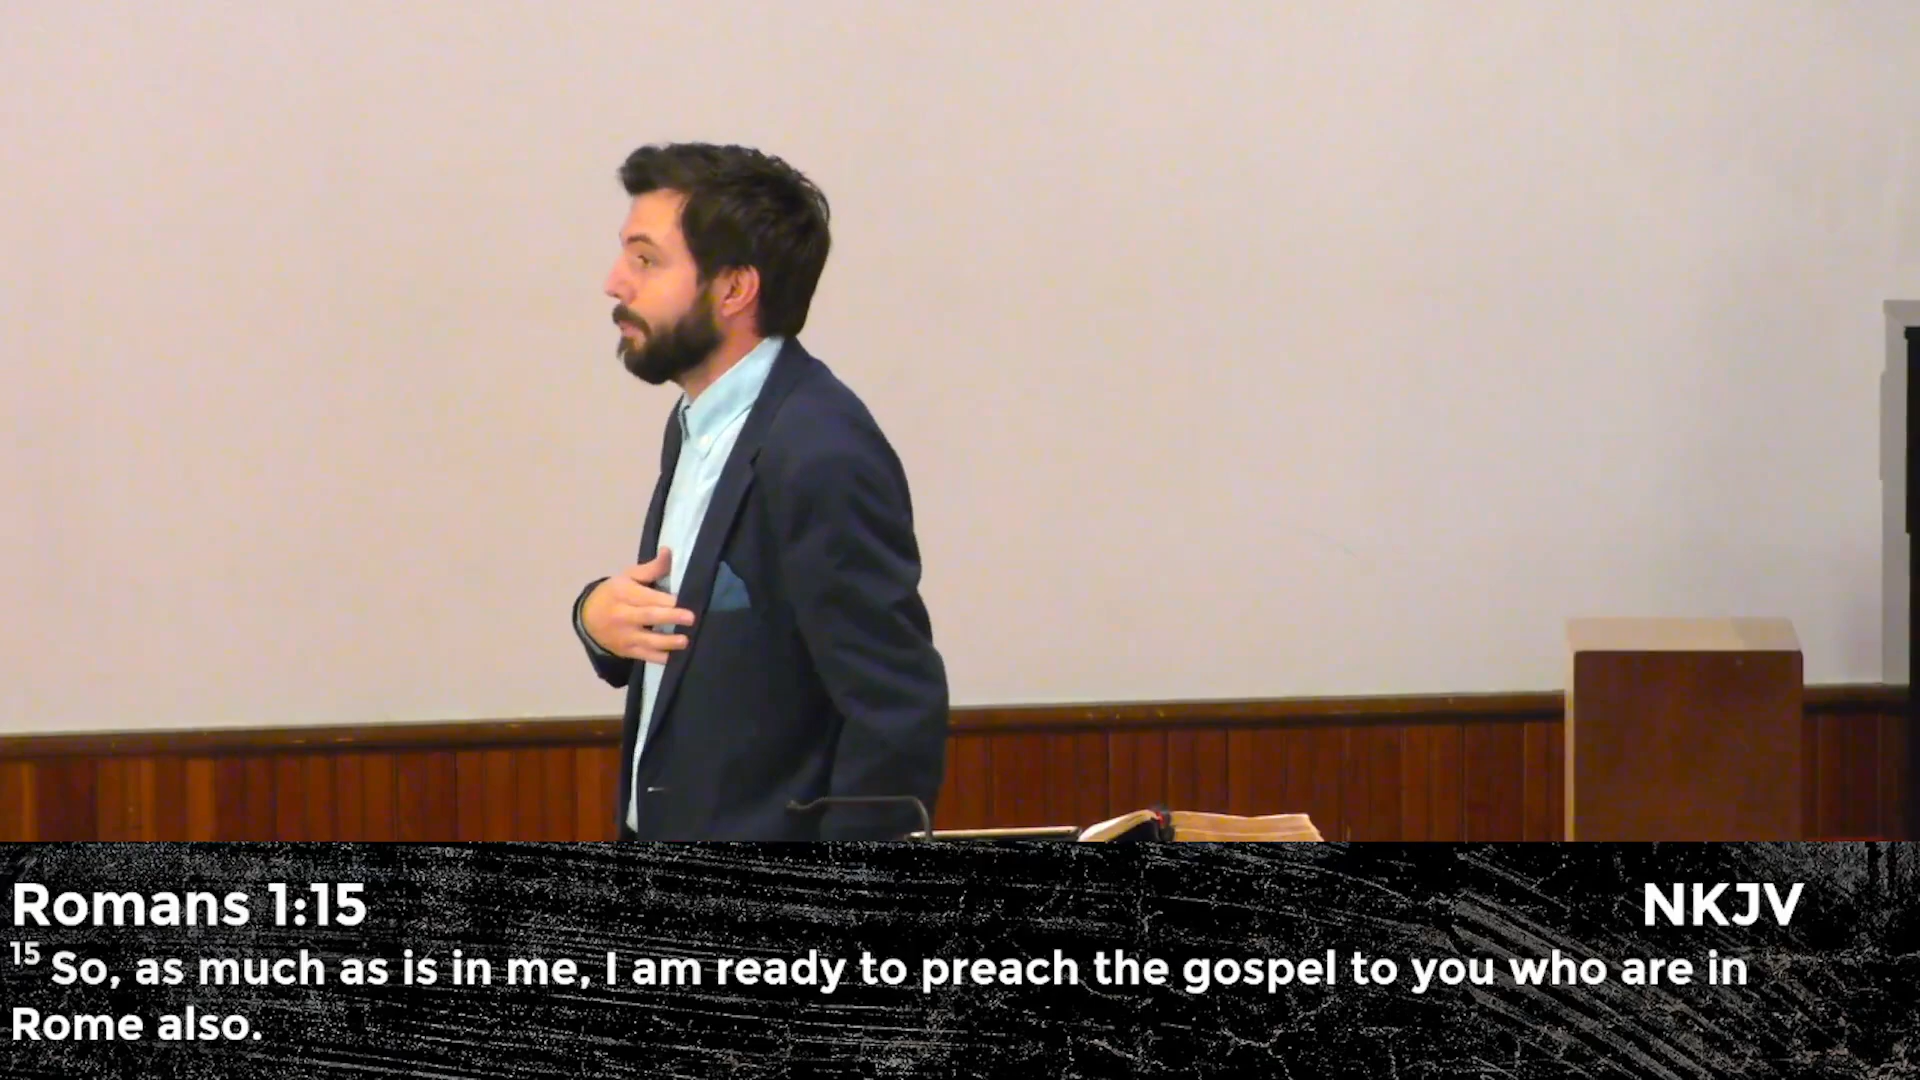 Romans 1:15 NKJV
15 So, as much as is in me, I am ready to preach the gospel to you who are in
Rome also.